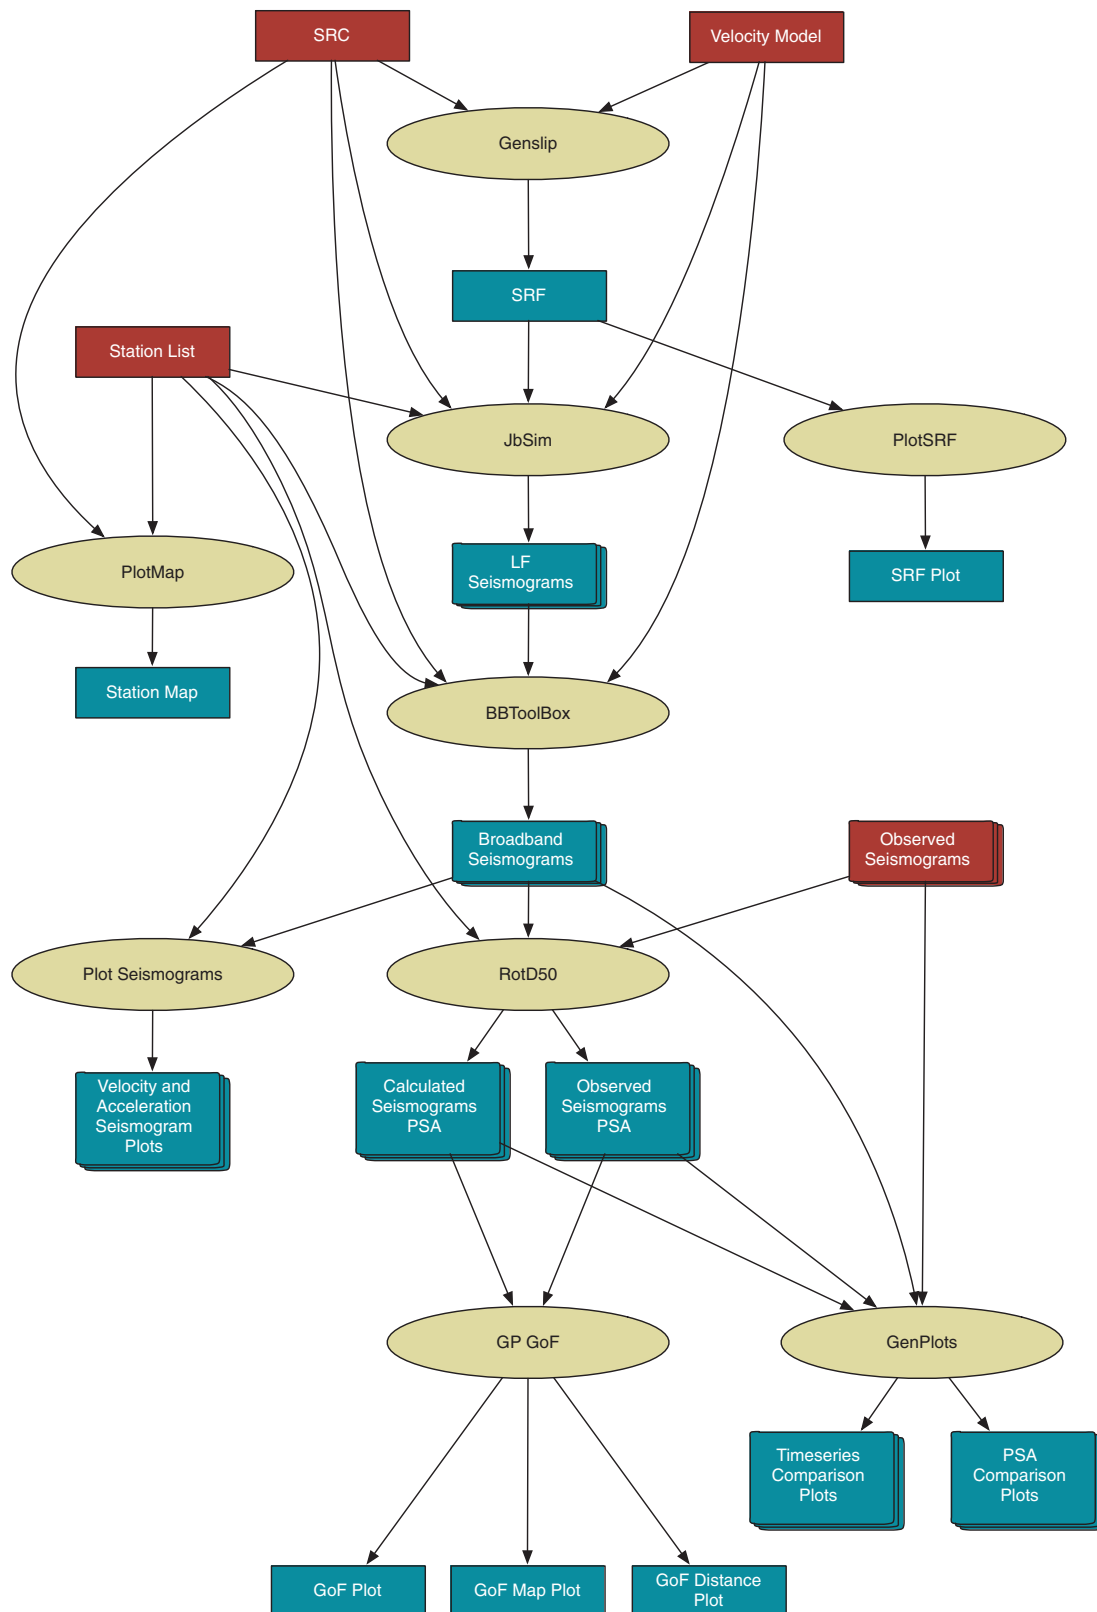 SRC
Velocity Model
Genslip
SRF
Station List
JbSim
PlotSRF
PlotMap
LF
Seismograms
SRF Plot
Station Map
BBToolBox
Broadband
Seismograms
Observed
Seismograms
Plot Seismograms
RotD50
Velocity and
Acceleration
Seismogram
Plots
Calculated
Seismograms
PSA
Observed
Seismograms
PSA
GP GoF
GenPlots
Timeseries
Comparison
Plots
PSA
Comparison
Plots
GoF Plot
GoF Map Plot
GoF Distance
Plot